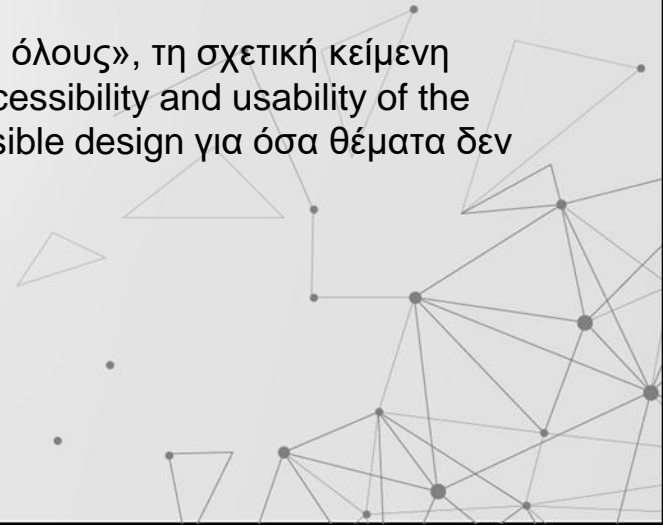 όλους», τη σχετική κείμενη
cessibility and usability of the
sible design για όσα θέματα δεν